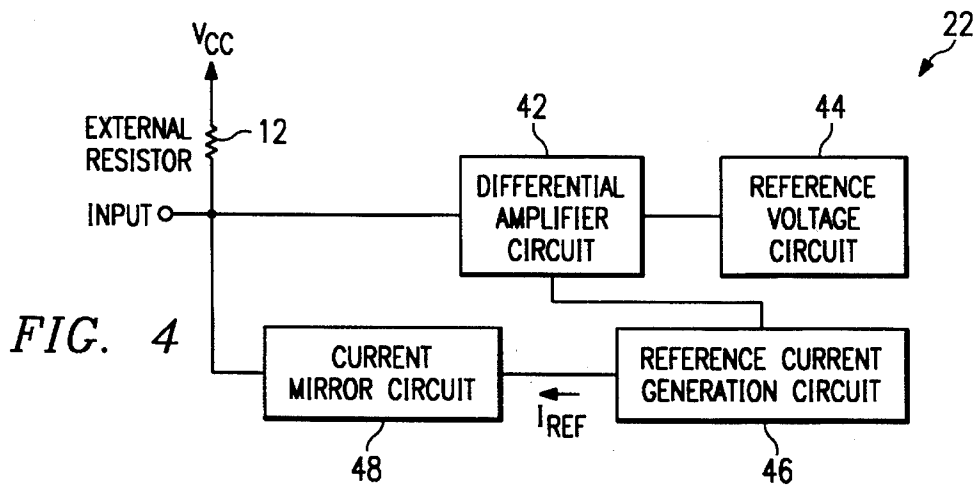 VCC
22
EXTERNAL
RESISTOR
12
42
44
INPUT
DIFFERENTIAL
AMPLIFIER
CIRCUIT
REFERENCE
VOLTAGE
CIRCUIT
FIG. 4
CURRENT
MIRROR CIRCUIT
IREF
REFERENCE CURRENT
GENERATION CIRCUIT
48
46